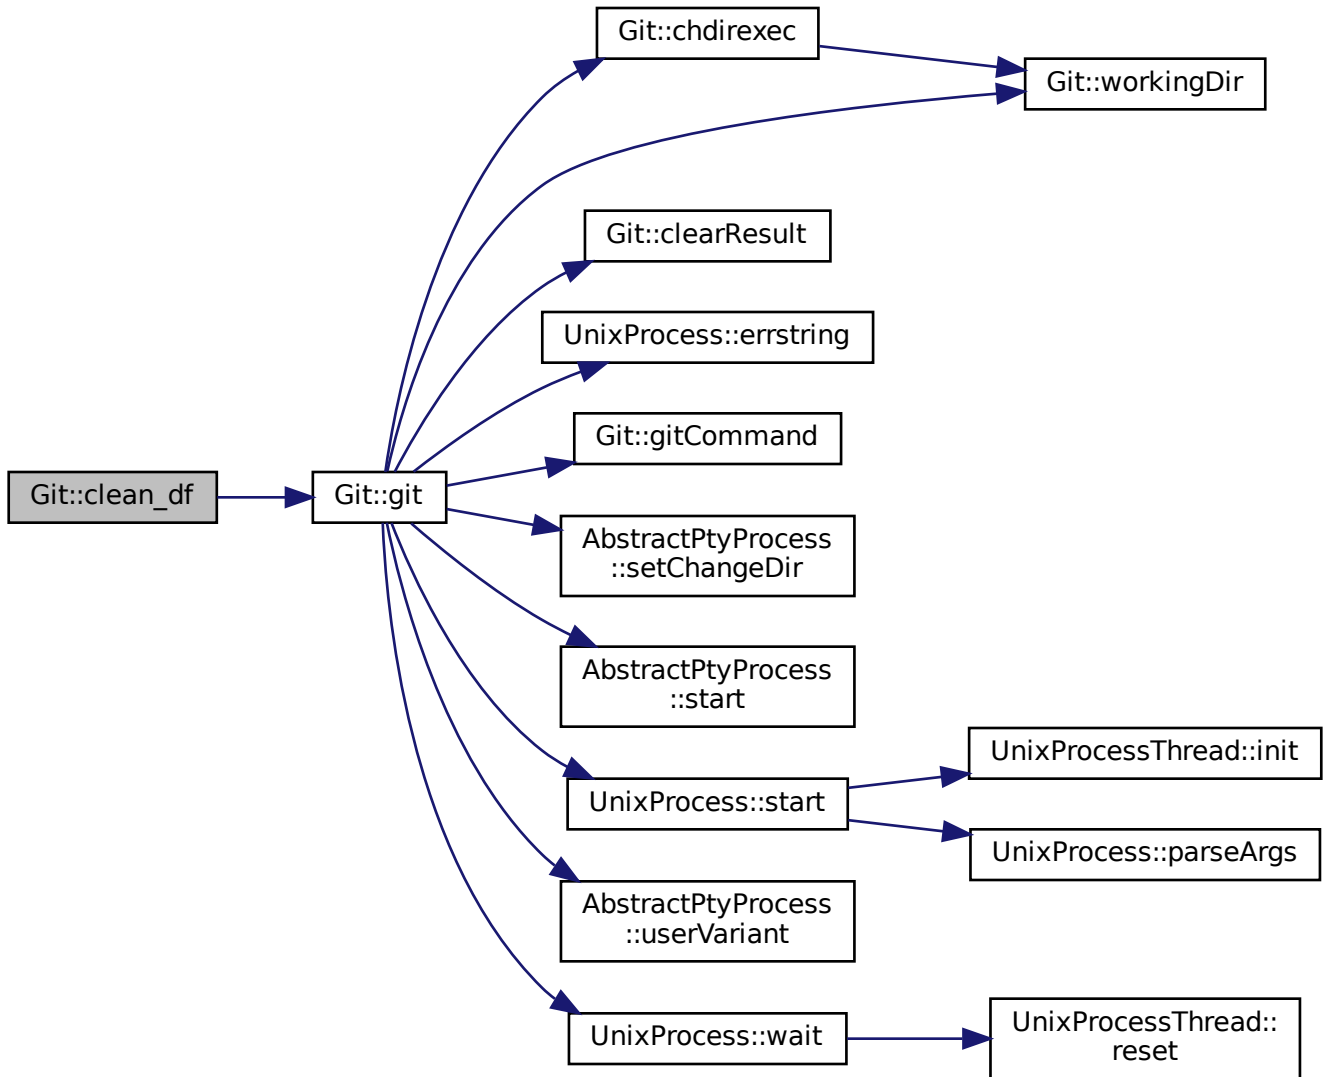 Git::chdirexec
Git::workingDir
Git::clearResult
UnixProcess::errstring
Git::gitCommand
Git::clean_df
Git::git
AbstractPtyProcess
::setChangeDir
AbstractPtyProcess
::start
UnixProcessThread::init
UnixProcess::start
UnixProcess::parseArgs
AbstractPtyProcess
::userVariant
UnixProcess::wait
UnixProcessThread::
reset